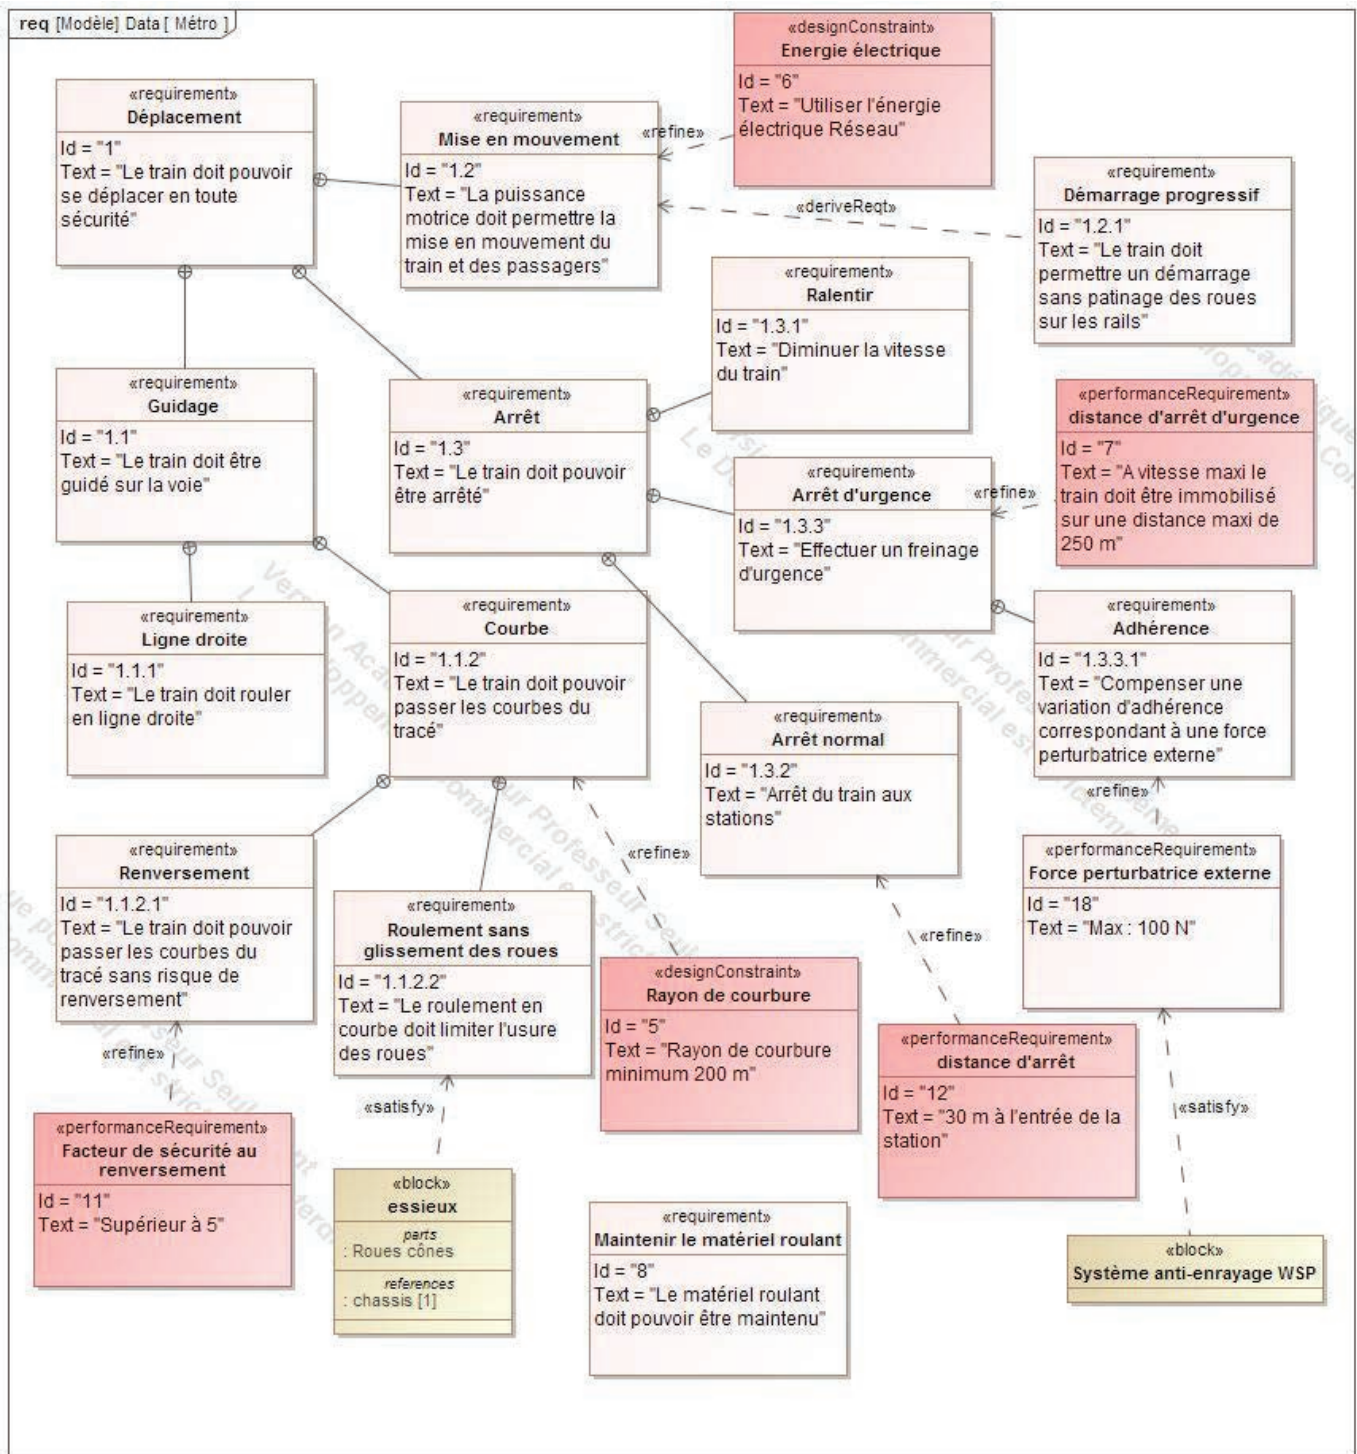 req [Modèle] Data [ Métro ]
«designConstraint»
Energie électrique
Id = "6"
Text = "Utiliser l'énergie
électrique Réseau"
«requirement»
Déplacement
Id = "1"
Text = "Le train doit pouvoir
se déplacer en toute
sécurité"
«requirement»
Mise en mouvement
Id = "1.2"
Text = "La puissance
motrice doit permettre la
mise en mouvement du
train et des passagers"
«refine»
«deriveReqt»
«requirement»
Démarrage progressif
Id = "1.2.1"
Text = "Le train doit
permettre un démarrage
sans patinage des roues
sur les rails"
«requirement»
Ralentir
Id = "1.3.1"
Text = "Diminuer la vitesse
du train"
«requirement»
Guidage
Id = "1.1"
Text = "Le train doit être
guidé sur la voie"
«requirement»
Arrêt
Id = "1.3"
Text = "Le train doit pouvoir
être arrêté"
«performanceRequirement»
distance d'arrêt d'urgence
Id = "7"
Text = "A vitesse maxi le
train doit être immobilisé
sur une distance maxi de
250 m"
«requirement»
Arrêt d'urgence
Id = "1.3.3"
Text = "Effectuer un freinage
d'urgence"
«refine»
«requirement»
Ligne droite
Id = "1.1.1"
Text = "Le train doit rouler
en ligne droite"
«requirement»
Courbe
Id = "1.1.2"
Text = "Le train doit pouvoir
passer les courbes du
tracé"
«requirement»
Adhérence
Id = "1.3.3.1"
Text = "Compenser une
variation d'adhérence
correspondant à une force
perturbatrice externe"
«refine»
«requirement»
Arrêt normal
Id = "1.3.2"
Text = "Arrêt du train aux
stations"
«requirement»
Renversement
Id = "1.1.2.1"
Text = "Le train doit pouvoir
passer les courbes du
tracé sans risque de
renversement"
«refine»
«requirement»
Roulement sans
glissement des roues
Id = "1.1.2.2"
Text = "Le roulement en
courbe doit limiter l'usure
des roues"
«refine»
«performanceRequirement»
Force perturbatrice externe
Id = "18"
Text = "Max : 100 N"
«refine»
«designConstraint»
Rayon de courbure
Id = "5"
Text = "Rayon de courbure
minimum 200 m"
«performanceRequirement»
distance d'arrêt
Id = "12"
Text = "30 m à l'entrée de la
station"
«satisfy»
«satisfy»
«performanceRequirement»
Facteur de sécurité au
renversement
Id = "11"
Text = "Supérieur à 5"
«block»
essieux
parts
: Roues cônes
references
: chassis [1]
«requirement»
Maintenir le matériel roulant
Id = "8"
Text = "Le matériel roulant
doit pouvoir être maintenu"
«block»
Système anti-enrayage WSP